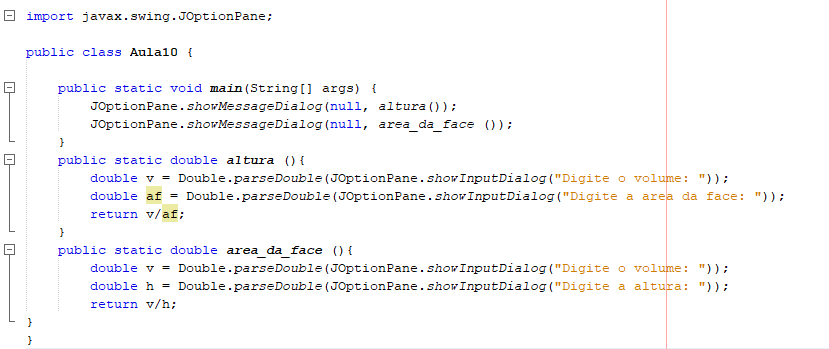 import javax.swing.JOptionPane;
public class Aula10 {
public static void main(String[] args) {
JOptionPane.showMessageDialog(null, altura());
JOptionPane.showMessageDialog(null, area_da_face ());
}
public static double altura (){
double v = Double.parseDouble(JOptionPane.showInputDialog("Digite o volume: "));
double af = Double.parseDouble(JOptionPane.showInputDialog("Digite a area da face: "));
return v/af;
}
public static double area_da_face (){
double v = Double.parseDouble(JOptionPane.showInputDialog("Digite o volume: "));
double h = Double.parseDouble(JOptionPane.showInputDialog("Digite a altura: "));
return v/h;
}
}